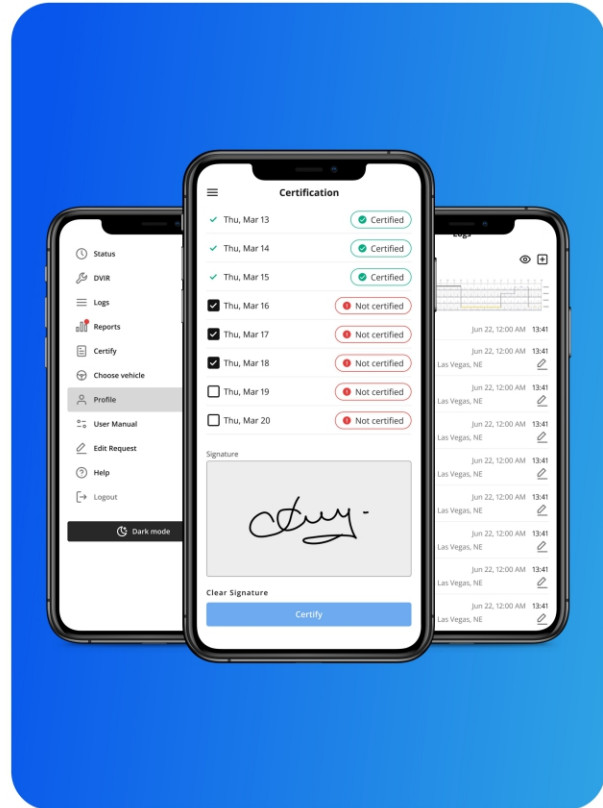 Status
DVIR
Logs
Reports
Certify
Choose vehicle
Profile
User Manual
Edit Request
Help
Logout
Dark mode
Certification
Thu, Mar 13 Certified
Thu, Mar 14 Certified
Thu, Mar 15 Certified
Thu, Mar 16 Not certified
Thu, Mar 17 Not certified
Thu, Mar 18 Not certified
Thu, Mar 19 Not certified
Thu, Mar 20 Not certified
Signature
Clear Signature
Certify
Logs
Jun 22, 12:00 AM 13:41
Jun 22, 12:00 AM 13:41
Las Vegas, NE
Jun 22, 12:00 AM 13:41
Las Vegas, NE
Jun 22, 12:00 AM 13:41
Las Vegas, NE
Jun 22, 12:00 AM 13:41
Las Vegas, NE
Jun 22, 12:00 AM 13:41
Las Vegas, NE
Jun 22, 12:00 AM 13:41
Las Vegas, NE
Jun 22, 12:00 AM 13:41
Las Vegas, NE
Jun 22, 12:00 AM 13:41
Las Vegas, NE